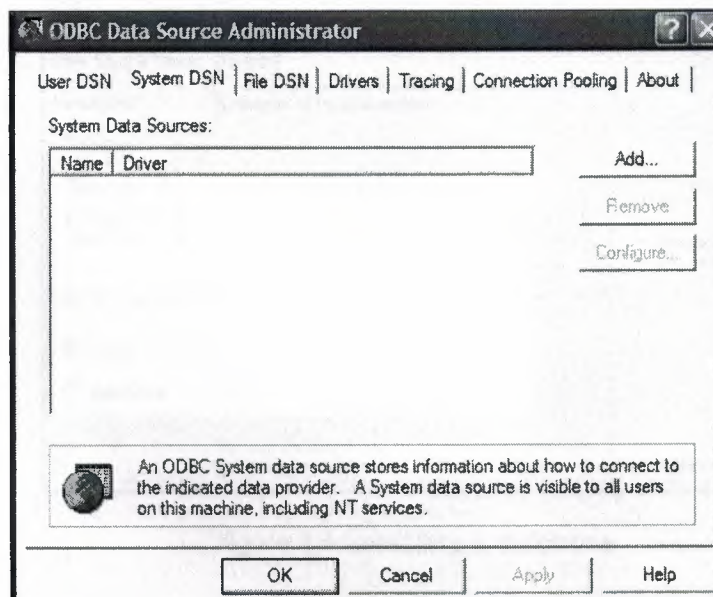 ODBC Data Source Administrator
User DSN System DSN File DSN Drivers Tracing Connection Pooling About
System Data Sources:
Name Driver
Add...
Remove
Configure...
An ODBC System data source stores information about how to connect to
the indicated data provider. A System data source is visible to all users
on this machine, including NT services.
OK Cancel Apply Help